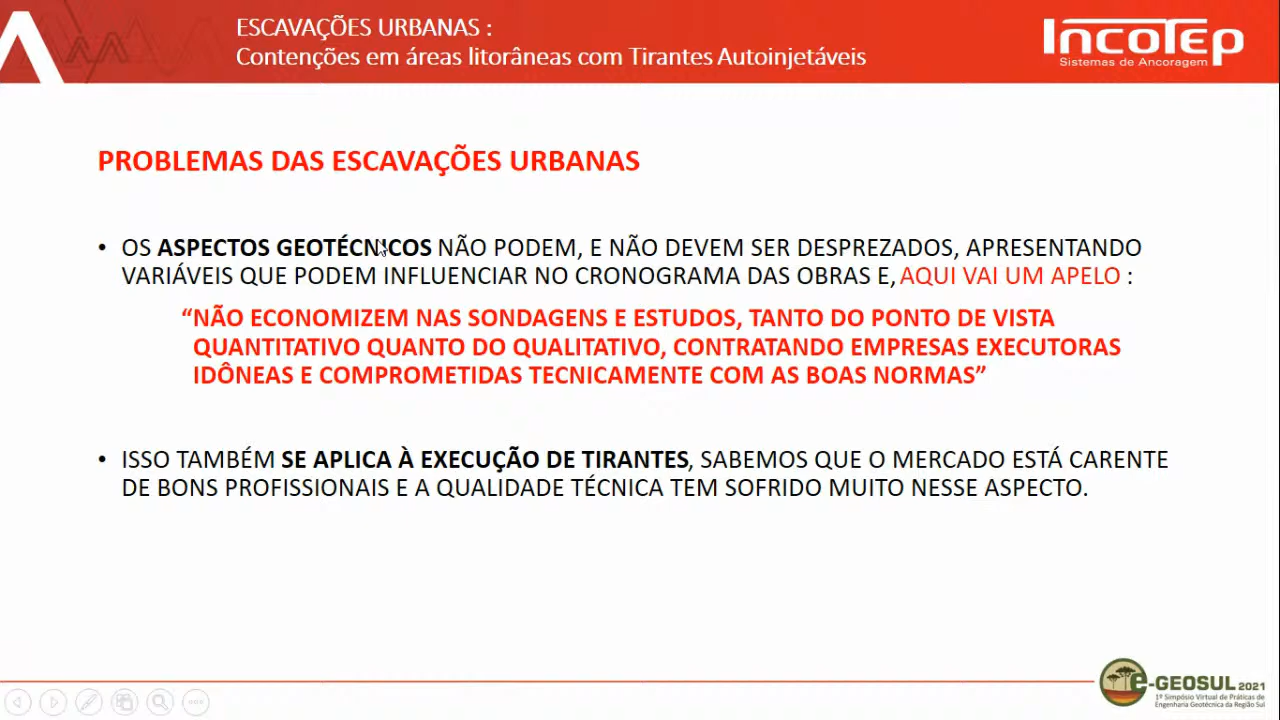 ESCAVAÇÕES URBANAS :
Contenções em áreas litorâneas com Tirantes Autoinjetáveis
INCOTEP
Sistemas de Ancoragem
PROBLEMAS DAS ESCAVAÇÕES URBANAS
• OS ASPECTOS GEOTÉCNICOS NÃO PODEM, E NÃO DEVEM SER DESPREZADOS, APRESENTANDO
VARIÁVEIS QUE PODEM INFLUENCIAR NO CRONOGRAMA DAS OBRAS E, AQUI VAI UM APELO :
“NÃO ECONOMIZEM NAS SONDAGENS E ESTUDOS, TANTO DO PONTO DE VISTA
QUANTITATIVO QUANTO DO QUALITATIVO, CONTRATANDO EMPRESAS EXECUTORAS
IDÔNEAS E COMPROMETIDAS TECNICAMENTE COM AS BOAS NORMAS”
• ISSO TAMBÉM SE APLICA À EXECUÇÃO DE TIRANTES, SABEMOS QUE O MERCADO ESTÁ CARENTE
DE BONS PROFISSIONAIS E A QUALIDADE TÉCNICA TEM SOFRIDO MUITO NESSE ASPECTO.
e-GEOSUL 2021
1º Simpósio Virtual de Práticas de
Engenharia Geotécnica da Região Sul